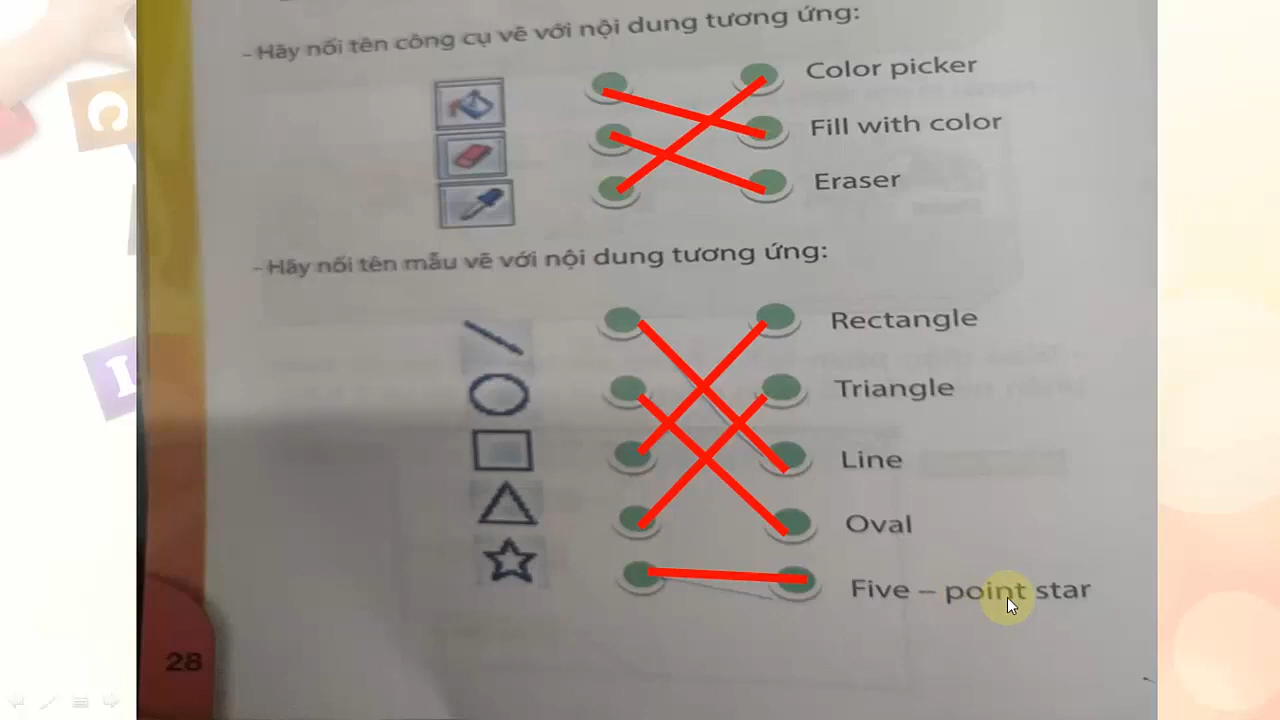 - Hãy nối tên công cụ vẽ với nội dung tương ứng:
Color picker
Fill with color
Eraser
- Hãy nối tên mẫu vẽ với nội dung tương ứng:
Rectangle
Triangle
Line
Oval
Five – point star
28
C
I